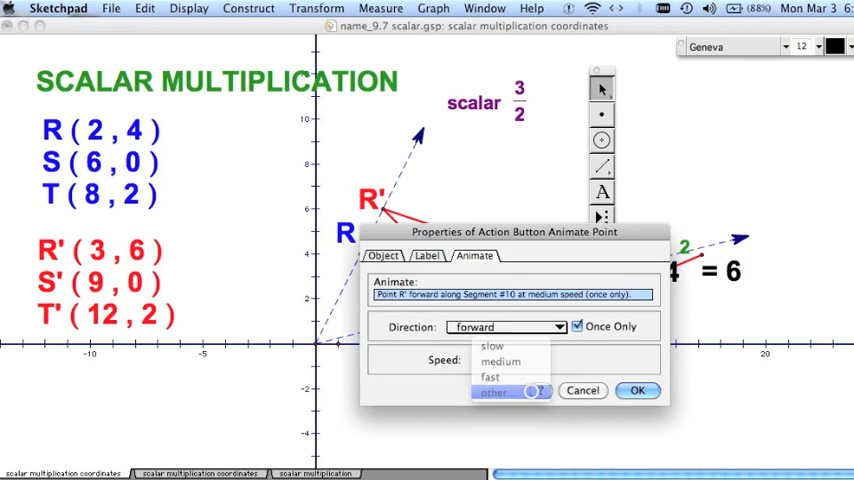 Sketchpad File Edit Display Construct Transform Measure Graph Window Help (88%) Mon Mar 3 6:
name_9.7 scalar.gsp: scalar multiplication coordinates
Geneva 12
SCALAR MULTIPLICATION
scalar 3/2
R ( 2 , 4 )
S ( 6 , 0 )
T ( 8 , 2 )
R' ( 3 , 6 )
S' ( 9 , 0 )
T' ( 12 , 2 )
10
8
6
4
2
-2
-4
-10
-5
20
R'
R
A
2
4 = 6
Properties of Action Button Animate Point
Object Label Animate
Animate:
Point R' forward along Segment #10 at medium speed (once only).
Direction: forward Once Only
Speed:
slow
medium
fast
other...
? Cancel OK
scalar multiplication coordinates scalar multiplication coordinates scalar multiplication